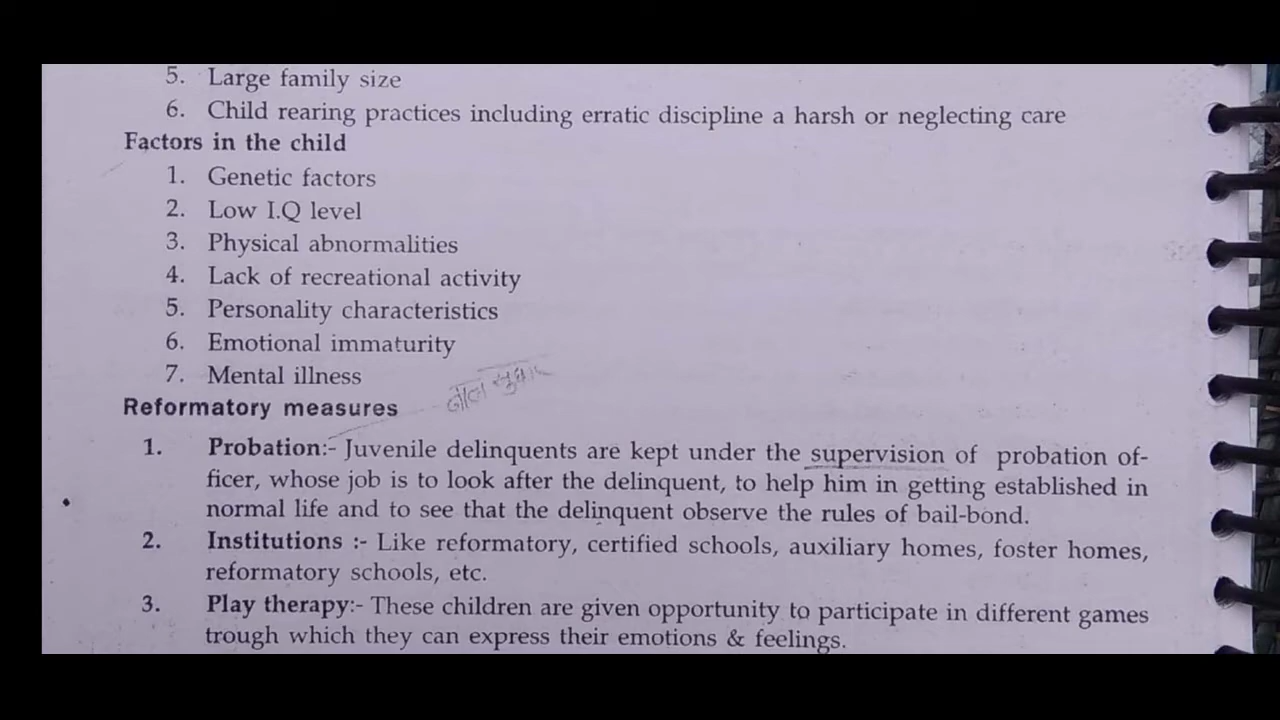 5. Large family size
6. Child rearing practices including erratic discipline a harsh or neglecting care
Factors in the child
1. Genetic factors
2. Low I.Q level
3. Physical abnormalities
4. Lack of recreational activity
5. Personality characteristics
6. Emotional immaturity
7. Mental illness
Reformatory measures
1. Probation:- Juvenile delinquents are kept under the supervision of probation of-
ficer, whose job is to look after the delinquent, to help him in getting established in
normal life and to see that the delinquent observe the rules of bail-bond.
2. Institutions :- Like reformatory, certified schools, auxiliary homes, foster homes,
reformatory schools, etc.
3. Play therapy:- These children are given opportunity to participate in different games
trough which they can express their emotions & feelings.